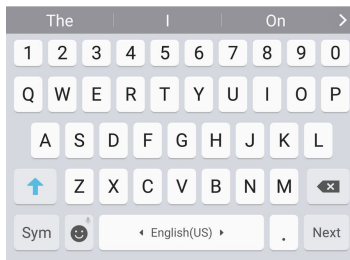 The I On
1 2 3 4 5 6 7 8 9 0
Q W E R T Y U I O P
A S D F G H J K L
Z X C V B N M
Sym English(US) . Next